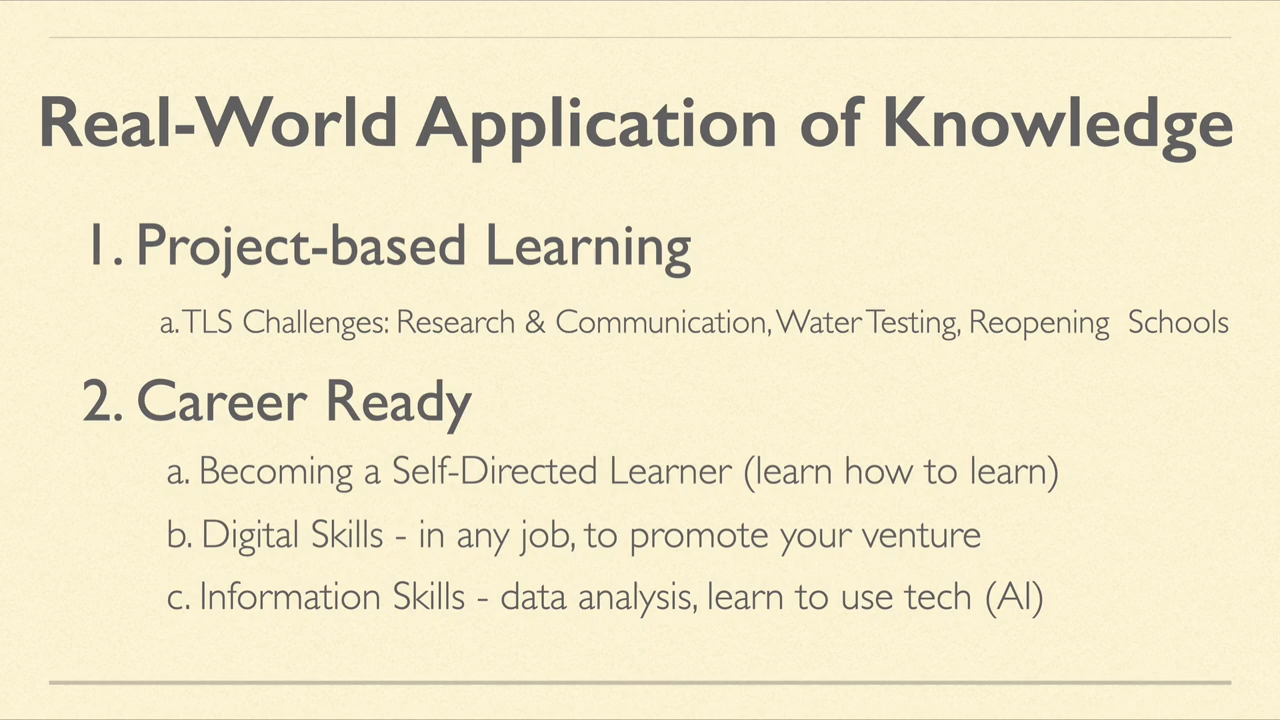 Real-World Application of Knowledge
1. Project-based Learning
a. TLS Challenges: Research & Communication, Water Testing, Reopening Schools
2. Career Ready
a. Becoming a Self-Directed Learner (learn how to learn)
b. Digital Skills - in any job, to promote your venture
c. Information Skills - data analysis, learn to use tech (AI)